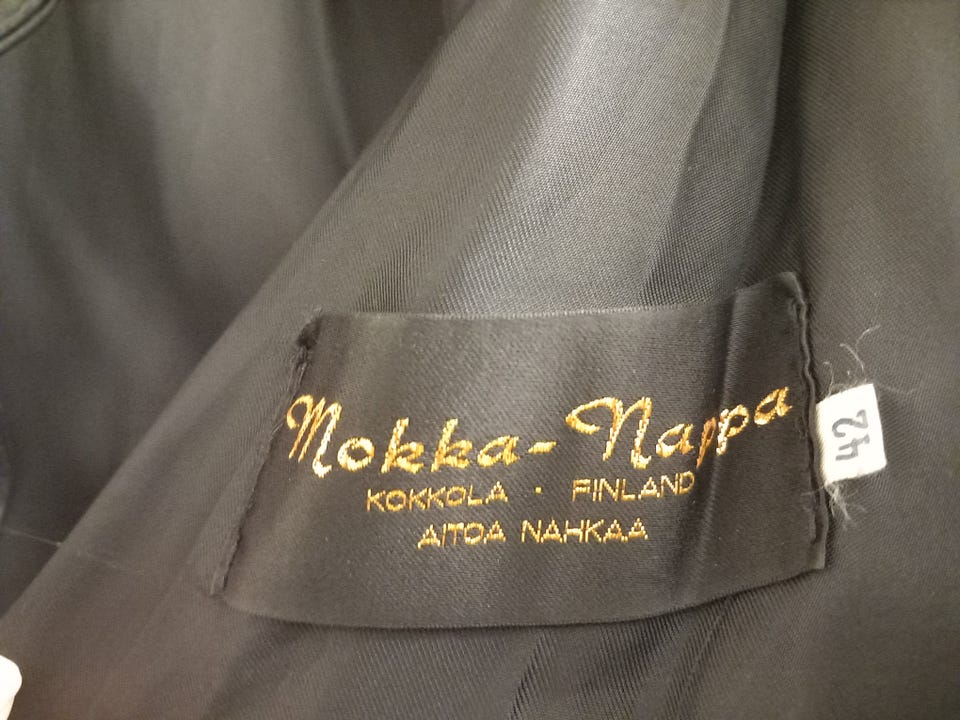 Mokka-Nappa
KOKKOLA · FINLAND
AITOA NAHKAA
42